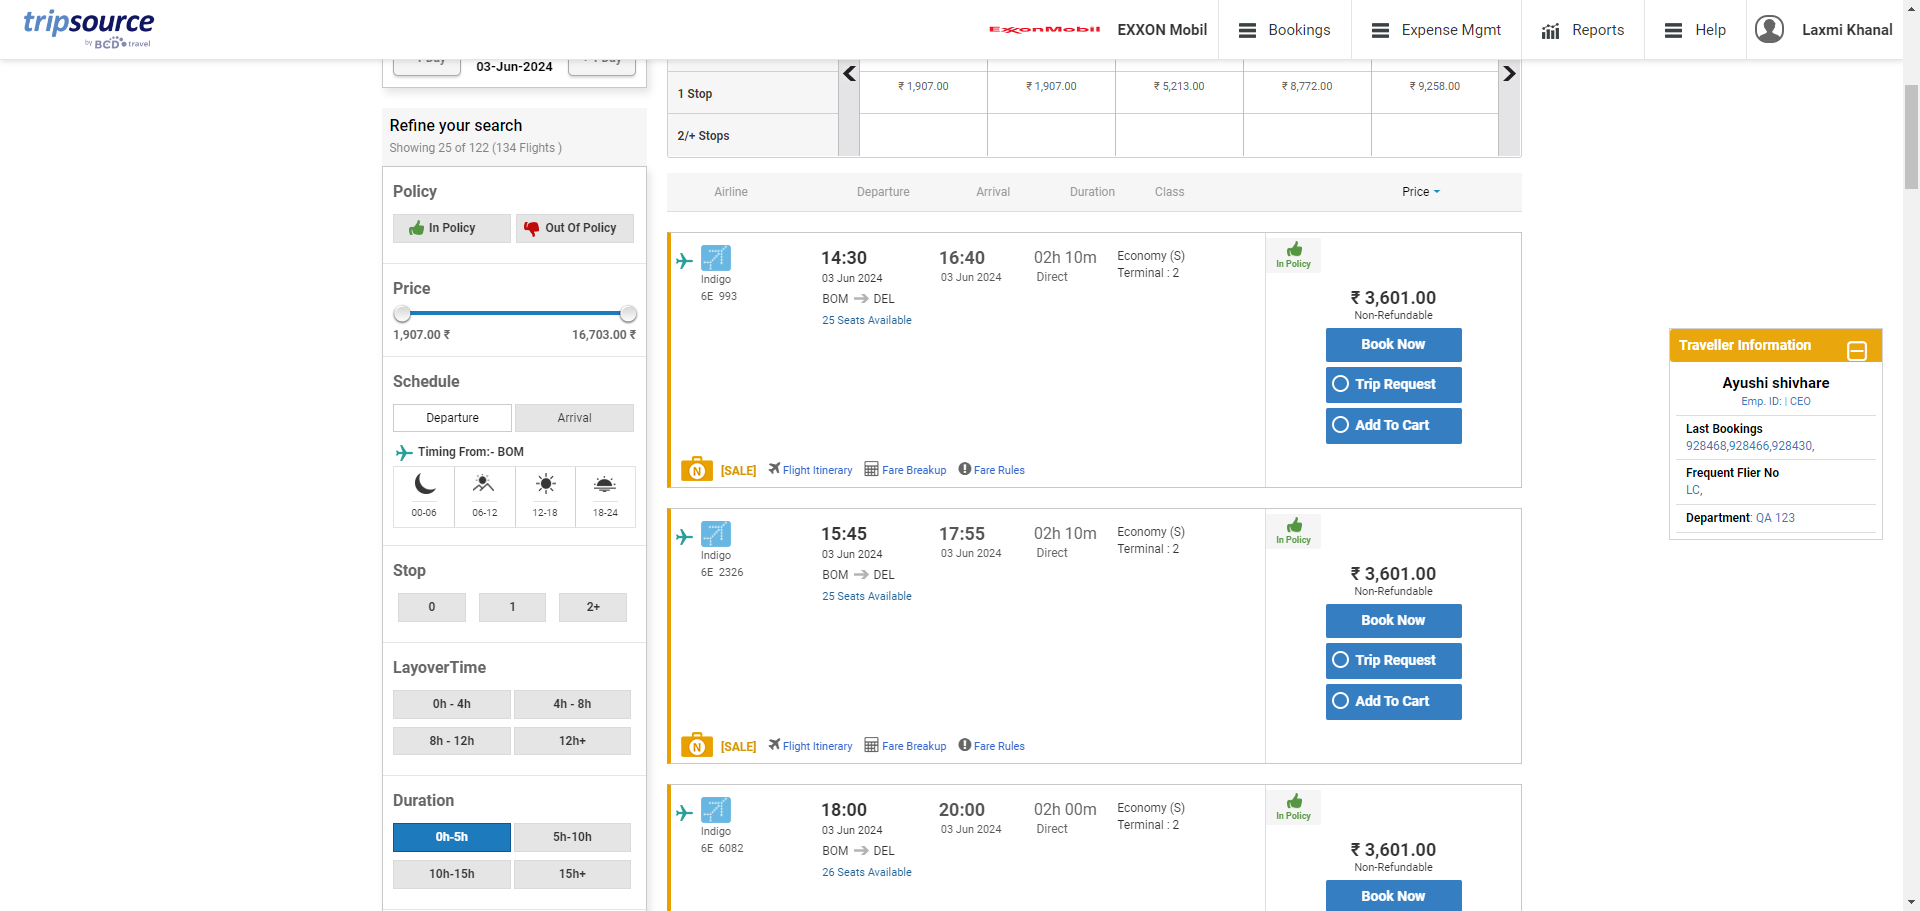 tripsource
by BCD travel
ExxonMobil
EXXON Mobil
Bookings
Expense Mgmt
Reports
Help
Laxmi Khanal
03-Jun-2024
Refine your search
Showing 25 of 122 (134 Flights )
Policy
In Policy
Out Of Policy
Price
1,907.00 ₹
16,703.00 ₹
Schedule
Departure
Arrival
Timing From:- BOM
00-06
06-12
12-18
18-24
Stop
0
1
2+
LayoverTime
0h - 4h
4h - 8h
8h - 12h
12h+
Duration
0h-5h
5h-10h
10h-15h
15h+
1 Stop
₹ 1,907.00
₹ 1,907.00
₹ 5,213.00
₹ 8,772.00
₹ 9,258.00
2/+ Stops
Airline
Departure
Arrival
Duration
Class
Price
Indigo
6E 993
14:30
03 Jun 2024
BOM
DEL
25 Seats Available
16:40
03 Jun 2024
02h 10m
Direct
Economy (S)
Terminal : 2
In Policy
₹ 3,601.00
Non-Refundable
Book Now
Trip Request
Add To Cart
N
[SALE]
Flight Itinerary
Fare Breakup
Fare Rules
Indigo
6E 2326
15:45
03 Jun 2024
BOM
DEL
25 Seats Available
17:55
03 Jun 2024
02h 10m
Direct
Economy (S)
Terminal : 2
In Policy
₹ 3,601.00
Non-Refundable
Book Now
Trip Request
Add To Cart
N
[SALE]
Flight Itinerary
Fare Breakup
Fare Rules
Indigo
6E 6082
18:00
03 Jun 2024
BOM
DEL
26 Seats Available
20:00
03 Jun 2024
02h 00m
Direct
Economy (S)
Terminal : 2
In Policy
₹ 3,601.00
Non-Refundable
Book Now
Traveller Information
Ayushi shivhare
Emp. ID: | CEO
Last Bookings
928468,928466,928430,
Frequent Flier No
LC,
Department: QA 123